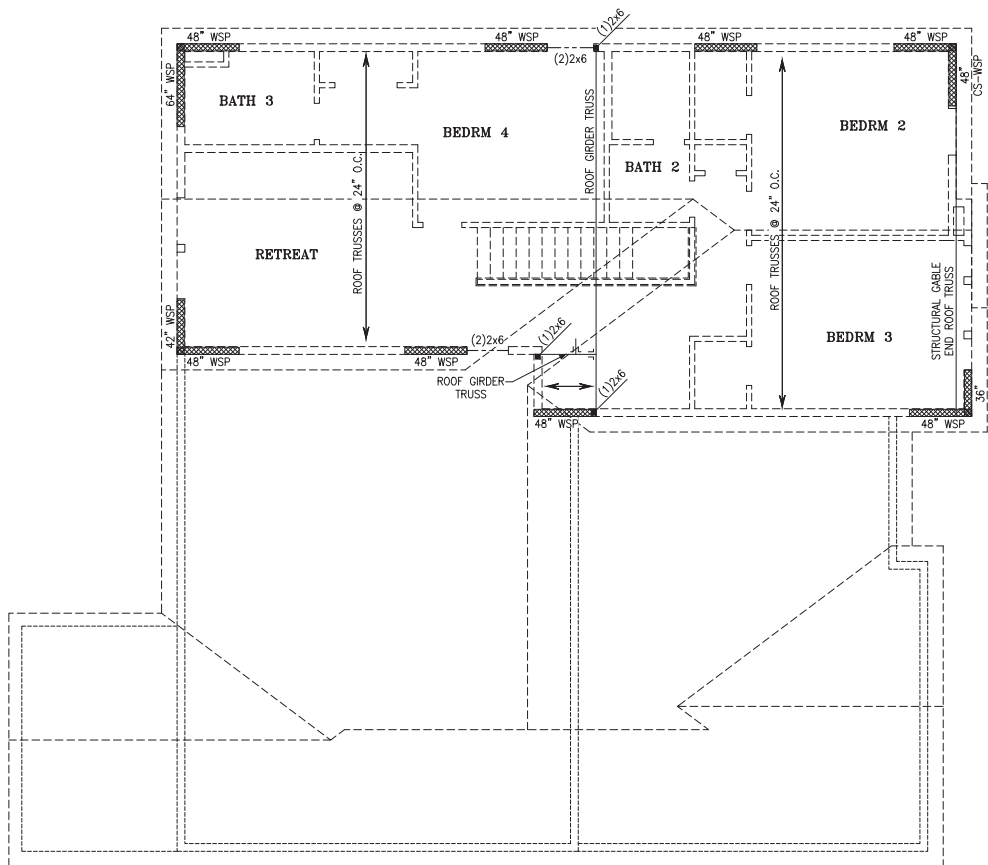 (1)2x6
48" WSP
48" WSP
48" WSP
48" WSP
(2)2x6
64" WSP
48"
CS-WSP
BATH 3
BEDRM 4
BEDRM 2
ROOF GIRDER TRUSS
BATH 2
ROOF TRUSSES @ 24" O.C.
ROOF TRUSSES @ 24" O.C.
RETREAT
STRUCTURAL GABLE
END ROOF TRUSS
42" WSP
BEDRM 3
(2)2x6
(1)2x6
48" WSP
48" WSP
ROOF GIRDER
TRUSS
(1)2x6
36"
48" WSP
48" WSP